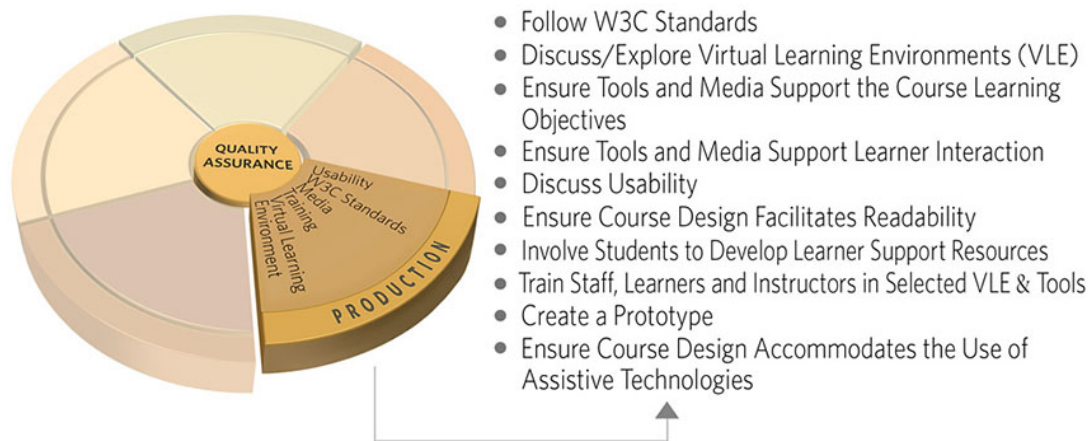 QUALITY
ASSURANCE
Usability
W3C Standards
Media
Training
Virtual Learning
Environment
PRODUCTION
• Follow W3C Standards
• Discuss/Explore Virtual Learning Environments (VLE)
• Ensure Tools and Media Support the Course Learning
Objectives
• Ensure Tools and Media Support Learner Interaction
• Discuss Usability
• Ensure Course Design Facilitates Readability
• Involve Students to Develop Learner Support Resources
• Train Staff, Learners and Instructors in Selected VLE & Tools
• Create a Prototype
• Ensure Course Design Accommodates the Use of
Assistive Technologies